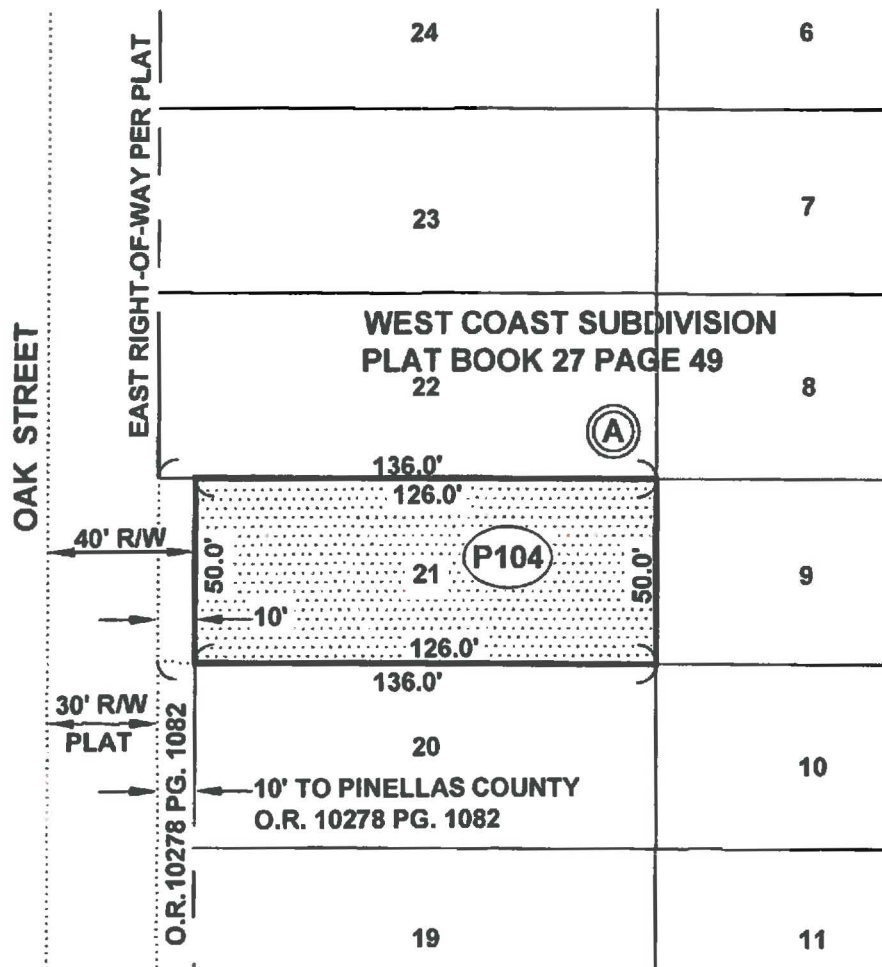 24
6
EAST RIGHT-OF-WAY PER PLAT
23
7
OAK STREET
WEST COAST SUBDIVISION
PLAT BOOK 27 PAGE 49
22
8
A
136.0'
126.0'
40' R/W
50.0'
21
P104
50.0'
9
10'
126.0'
136.0'
30' R/W
PLAT
O.R.10278 PG. 1082
20
10
10' TO PINELLAS COUNTY
O.R. 10278 PG. 1082
19
11